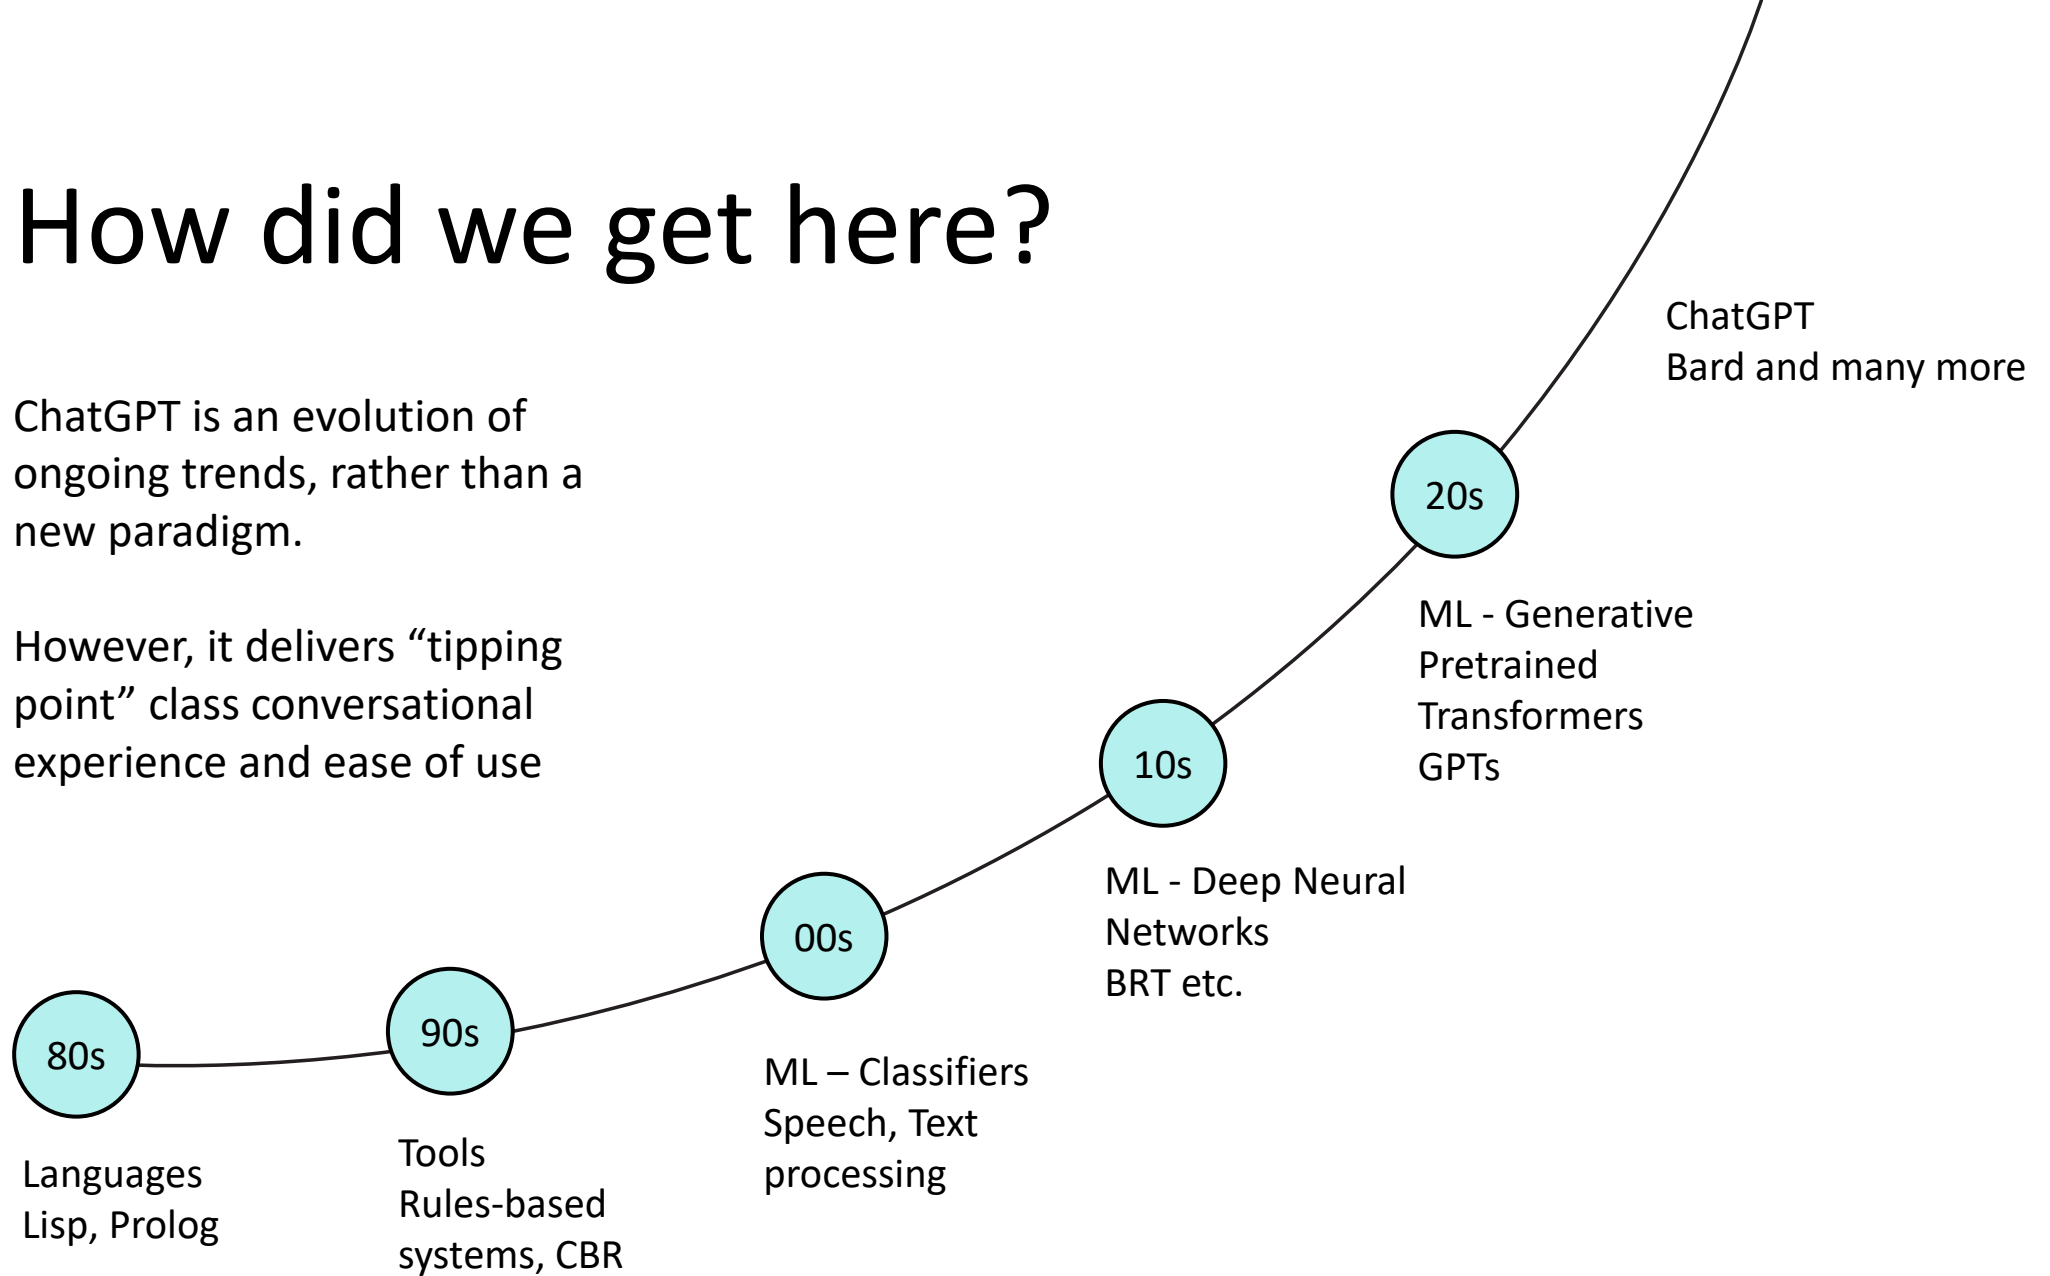 How did we get here?
ChatGPT is an evolution of
ongoing trends, rather than a
new paradigm.
However, it delivers “tipping
point” class conversational
experience and ease of use
80s
Languages
Lisp, Prolog
90s
Tools
Rules-based
systems, CBR
00s
ML – Classifiers
Speech, Text
processing
10s
ML - Deep Neural
Networks
BRT etc.
20s
ML - Generative
Pretrained
Transformers
GPTs
ChatGPT
Bard and many more